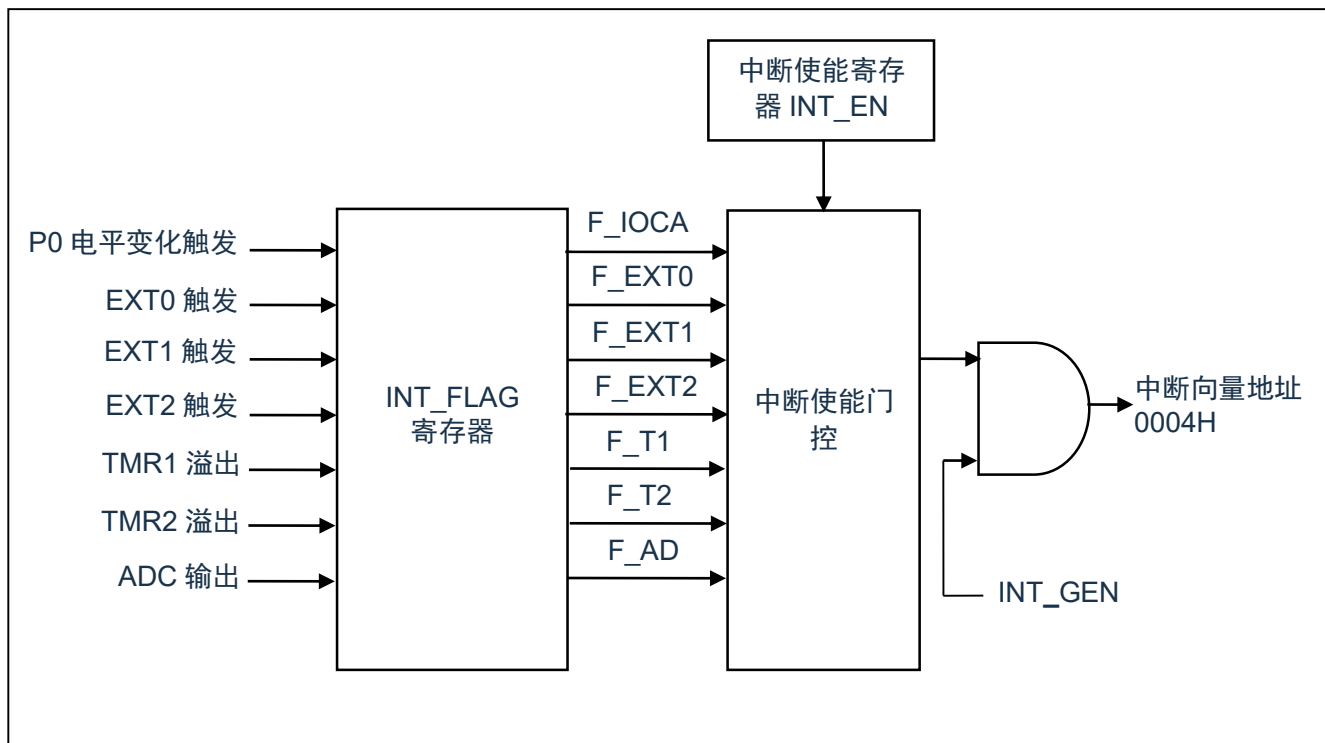 中断使能寄存
器 INT_EN
P0 电平变化触发
EXT0 触发
EXT1 触发
EXT2 触发
TMR1 溢出
TMR2 溢出
ADC 输出
INT_FLAG
寄存器
F_IOCA
F_EXT0
F_EXT1
F_EXT2
F_T1
F_T2
F_AD
中断使能门
控
中断向量地址
0004H
INT_GEN